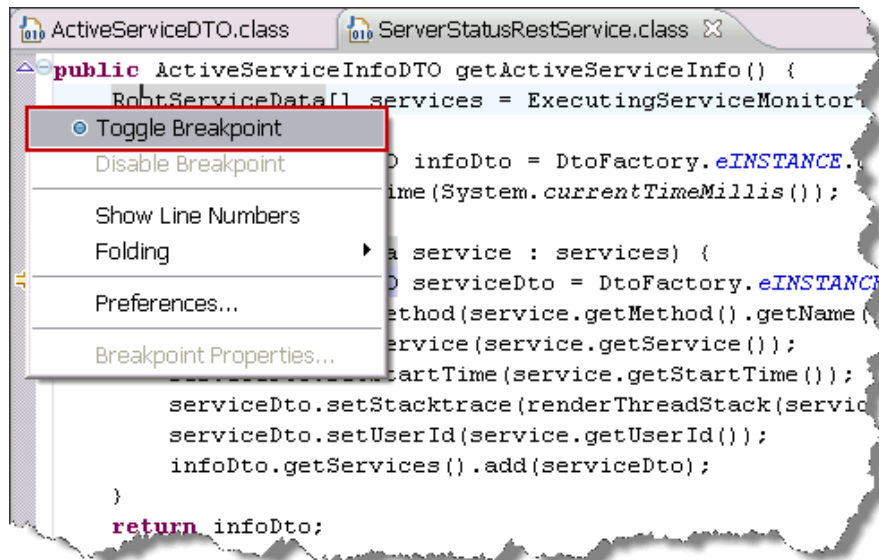 ActiveServiceDTO.class ServerStatusRestService.class
public ActiveServiceInfoDTO getActiveServiceInfo() {
RootServiceData[] services = ExecutingServiceMonitor
Toggle Breakpoint
Disable Breakpoint
infoDto = DtoFactory.eINSTANCE.
ime(System.currentTimeMillis());
Show Line Numbers
Folding
service : services) {
serviceDto = DtoFactory.eINSTANCE
Preferences...
ethod(service.getMethod().getName(
ervice(service.getService());
Breakpoint Properties...
artTime(service.getStartTime());
serviceDto.setStacktrace(renderThreadStack(servic
serviceDto.setUserId(service.getUserId());
infoDto.getServices().add(serviceDto);
}
return infoDto;